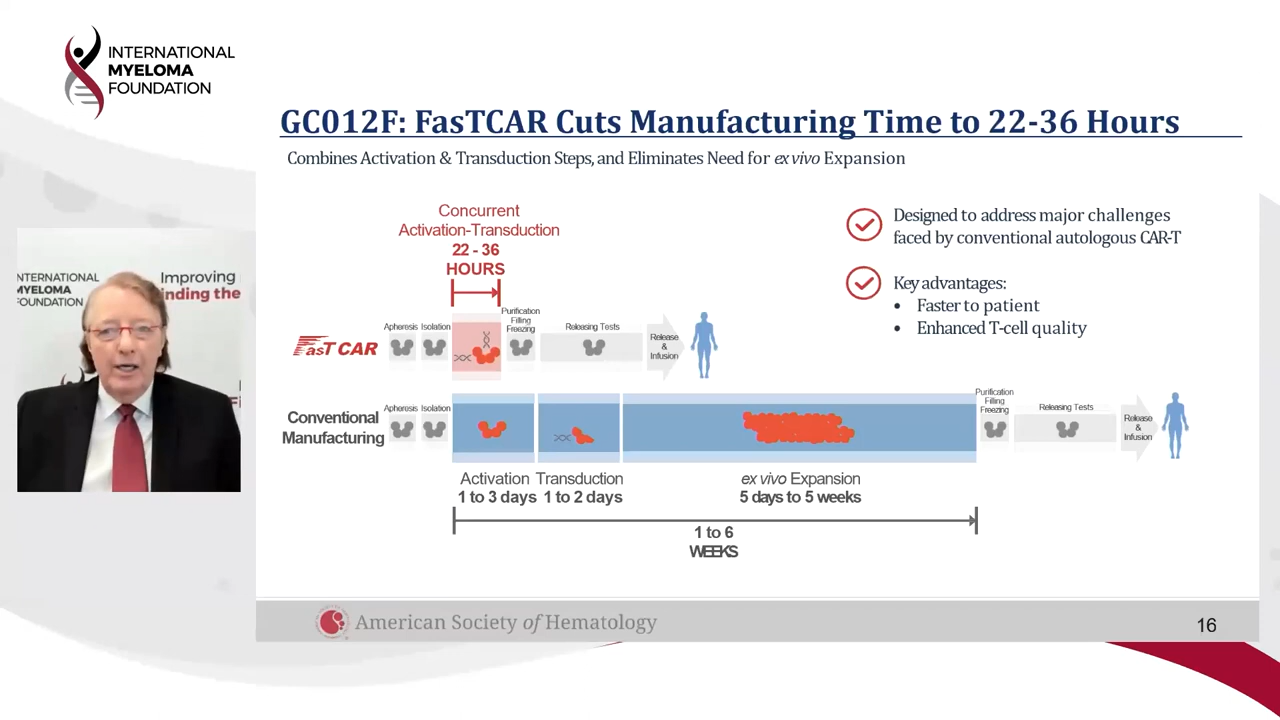 INTERNATIONAL
MYELOMA
FOUNDATION
GC012F: FasTCAR Cuts Manufacturing Time to 22-36 Hours
Combines Activation & Transduction Steps, and Eliminates Need for ex vivo Expansion
INTERNATIONAL
MYELOMA
FOUNDATION
Improving
inding the
Concurrent
Activation-Transduction
22 - 36
HOURS
Designed to address major challenges
faced by conventional autologous CAR-T
Key advantages:
• Faster to patient
• Enhanced T-cell quality
FasTCAR
Apheresis
Isolation
Purification
Filling
Freezing
Releasing Tests
Release
&
Infusion
Conventional
Manufacturing
Apheresis
Isolation
Purification
Filling
Freezing
Releasing Tests
Release
&
Infusion
Activation
1 to 3 days
Transduction
1 to 2 days
ex vivo Expansion
5 days to 5 weeks
1 to 6
WEEKS
American Society of Hematology
16